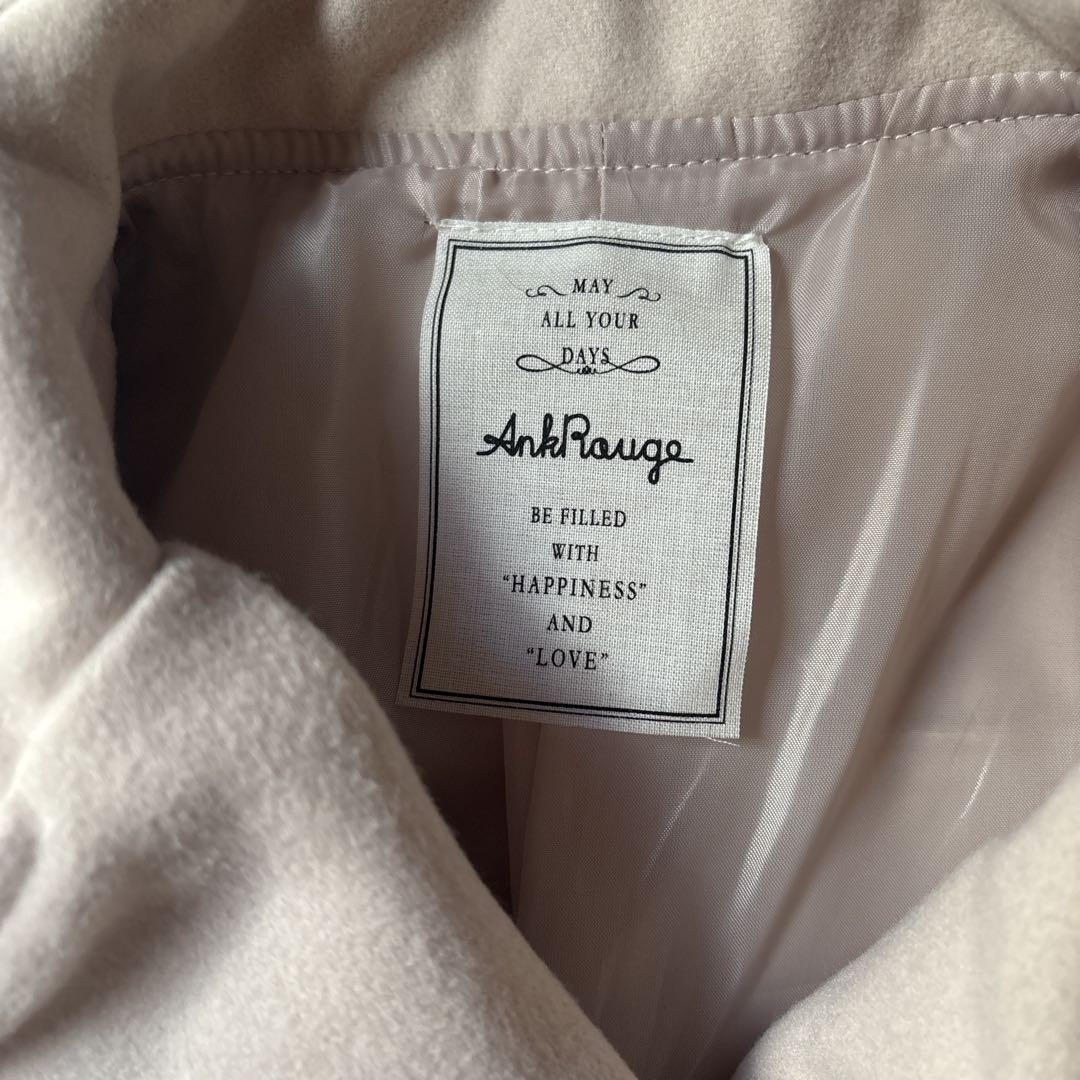 MAY
ALL YOUR
DAYS
AnkRouge
BE FILLED
WITH
“HAPPINESS”
AND
“LOVE”